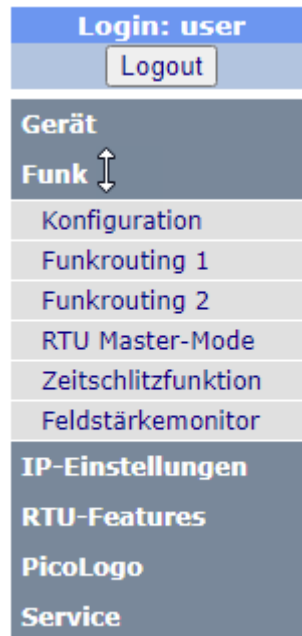 Login: user
Logout
Gerät
Funk
Konfiguration
Funkrouting 1
Funkrouting 2
RTU Master-Mode
Zeitschlitzfunktion
Feldstärkemonitor
IP-Einstellungen
RTU-Features
PicoLogo
Service